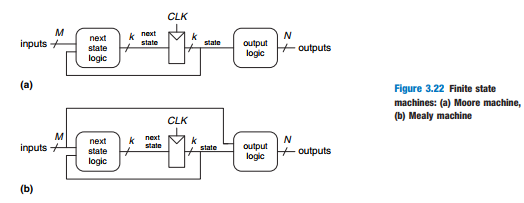 CLK
M
next
state
logic
k
next
state
k
state
output
logic
N
inputs
outputs
(a)
Figure 3.22 Finite state
machines: (a) Moore machine,
(b) Mealy machine
CLK
M
next
state
logic
k
next
state
k
state
output
logic
N
inputs
outputs
(b)